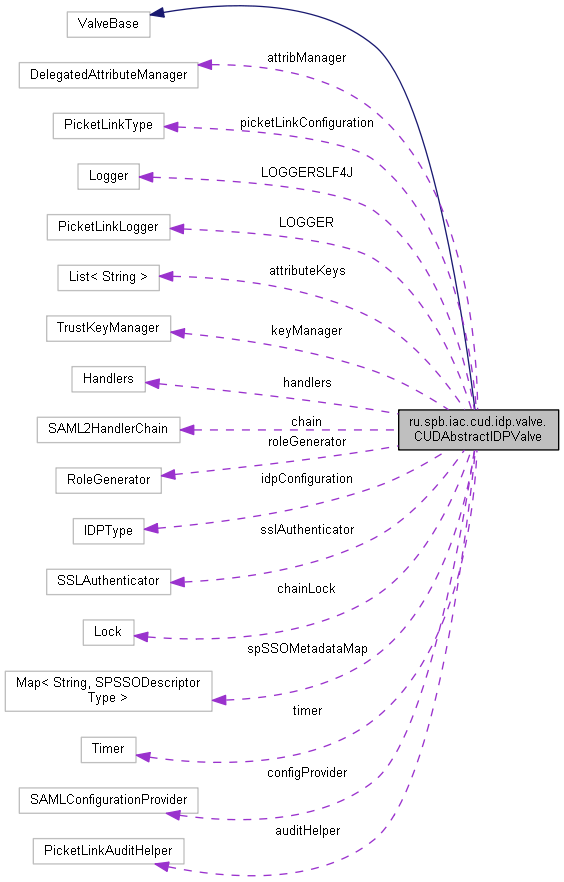 ValveBase
attribManager
DelegatedAttributeManager
picketLinkConfiguration
PicketLinkType
LOGGERSLF4J
Logger
LOGGER
PicketLinkLogger
attributeKeys
List< String >
keyManager
TrustKeyManager
handlers
Handlers
ru.spb.iac.cud.idp.valve.
CUDAbstractIDPValve
chain
SAML2HandlerChain
roleGenerator
RoleGenerator
idpConfiguration
IDPType
sslAuthenticator
SSLAuthenticator
chainLock
Lock
spSSOMetadataMap
Map< String, SPSSODescriptor
Type >
timer
Timer
configProvider
SAMLConfigurationProvider
auditHelper
PicketLinkAuditHelper